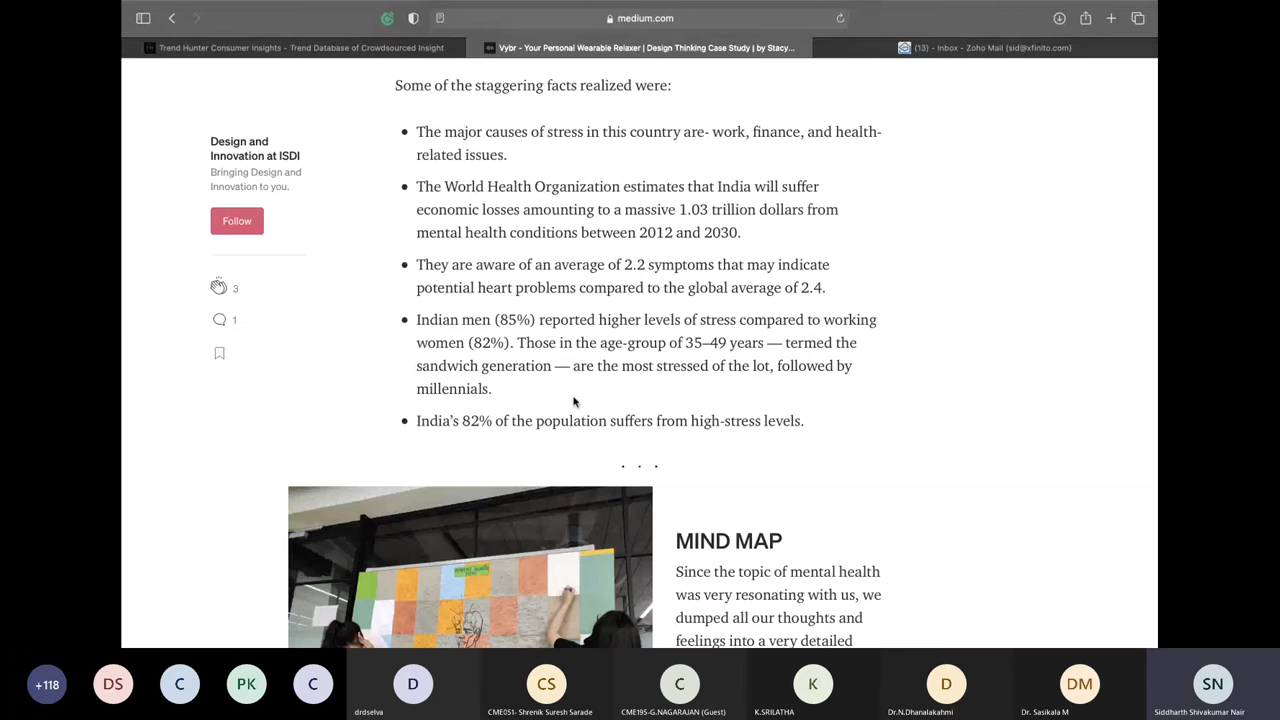 medium.com
Trend Hunter Consumer Insights - Trend Database of Crowdsourced Insight
Vybr - Your Personal Wearable Relaxer | Design Thinking Case Study | by Stacy...
(13) - Inbox - Zoho Mail (sid@xfinito.com)
Some of the staggering facts realized were:
Design and
Innovation at ISDI
Bringing Design and
Innovation to you.
Follow
3
1
• The major causes of stress in this country are- work, finance, and health-
related issues.
• The World Health Organization estimates that India will suffer
economic losses amounting to a massive 1.03 trillion dollars from
mental health conditions between 2012 and 2030.
• They are aware of an average of 2.2 symptoms that may indicate
potential heart problems compared to the global average of 2.4.
• Indian men (85%) reported higher levels of stress compared to working
women (82%). Those in the age-group of 35–49 years — termed the
sandwich generation — are the most stressed of the lot, followed by
millennials.
• India’s 82% of the population suffers from high-stress levels.
. . .
MIND MAP
Since the topic of mental health
was very resonating with us, we
dumped all our thoughts and
feelings into a very detailed
+118
DS
C
PK
C
D
drdselva
CS
CME051- Shrenik Suresh Sarade
C
CME195-G.NAGARAJAN (Guest)
K
K.SRILATHA
D
Dr.N.Dhanalakahmi
DM
Dr. Sasikala M
SN
Siddharth Shivakumar Nair